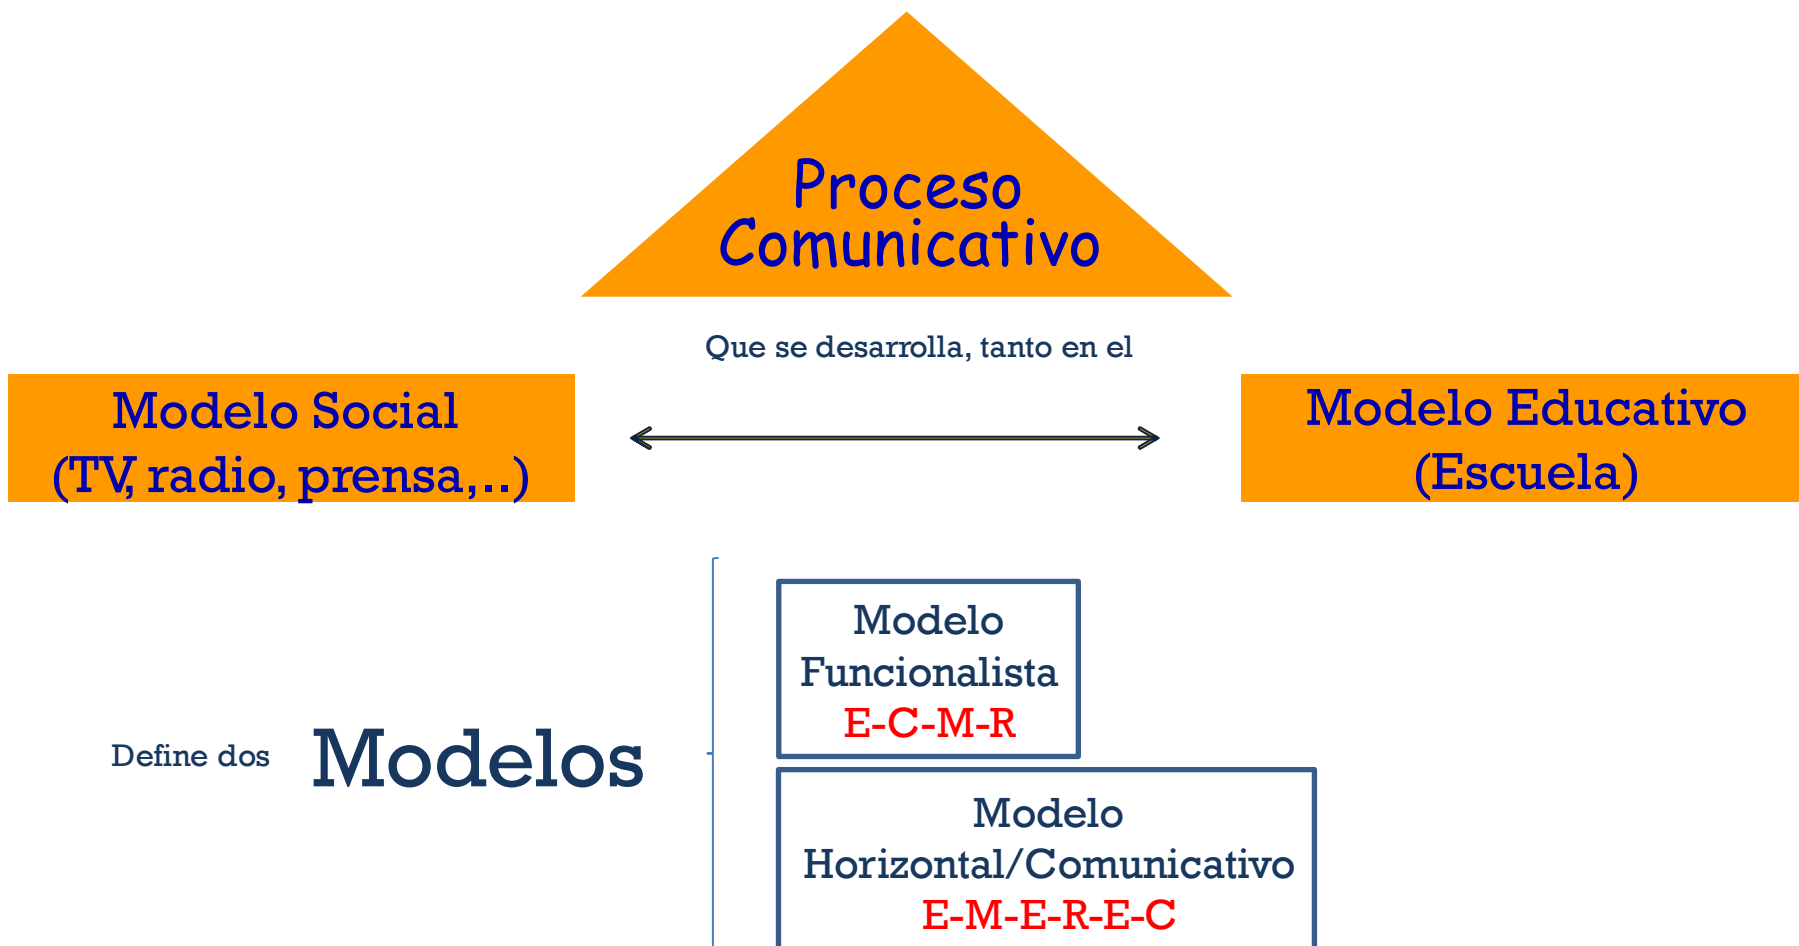 Proceso
Comunicativo
Que se desarrolla, tanto en el
Modelo Social
(TV, radio, prensa,..)
Modelo Educativo
(Escuela)
Define dos Modelos
Modelo
Funcionalista
E-C-M-R
Modelo
Horizontal/Comunicativo
E-M-E-R-E-C